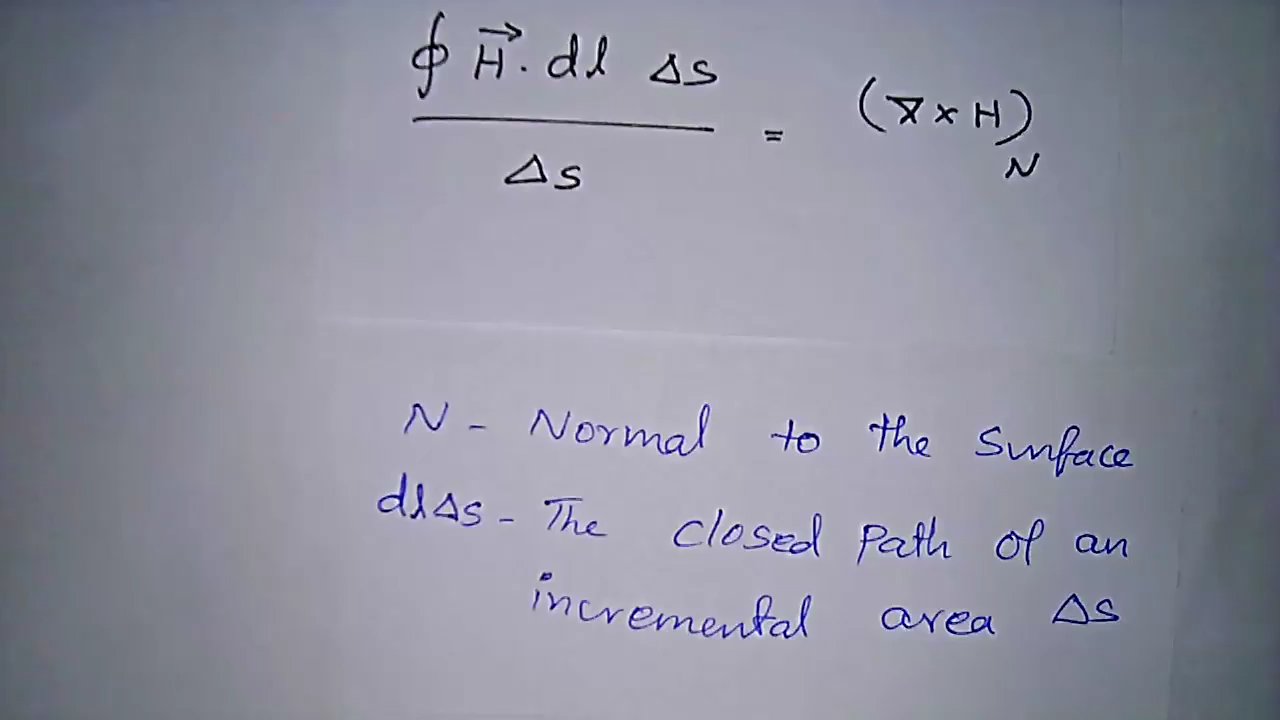 ∮ H⃗ . dl Δs
Δs
= (∇ × H)
N
N - Normal to the Surface
dlΔs - The closed path of an
incremental area Δs